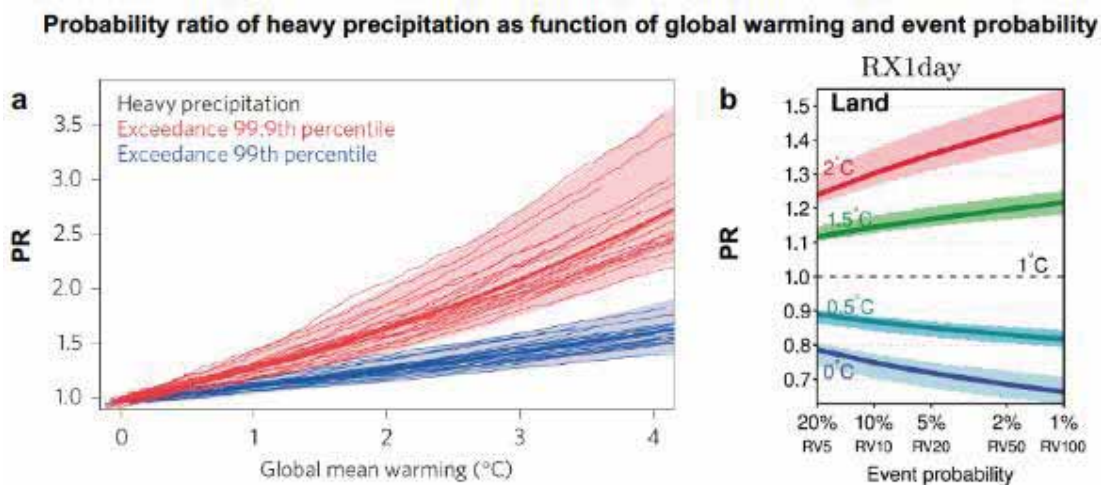 Probability ratio of heavy precipitation as function of global warming and event probability
a
Heavy precipitation
Exceedance 99.9th percentile
Exceedance 99th percentile
PR
3.5
3.0
2.5
2.0
1.5
1.0
0 1 2 3 4
Global mean warming (°C)
RX1day
b
Land
PR
1.5
1.4
1.3
1.2
1.1
1.0
0.9
0.8
0.7
2°C
1.5°C
1°C
0.5°C
0°C
20% 10% 5% 2% 1%
RV5 RV10 RV20 RV50 RV100
Event probability